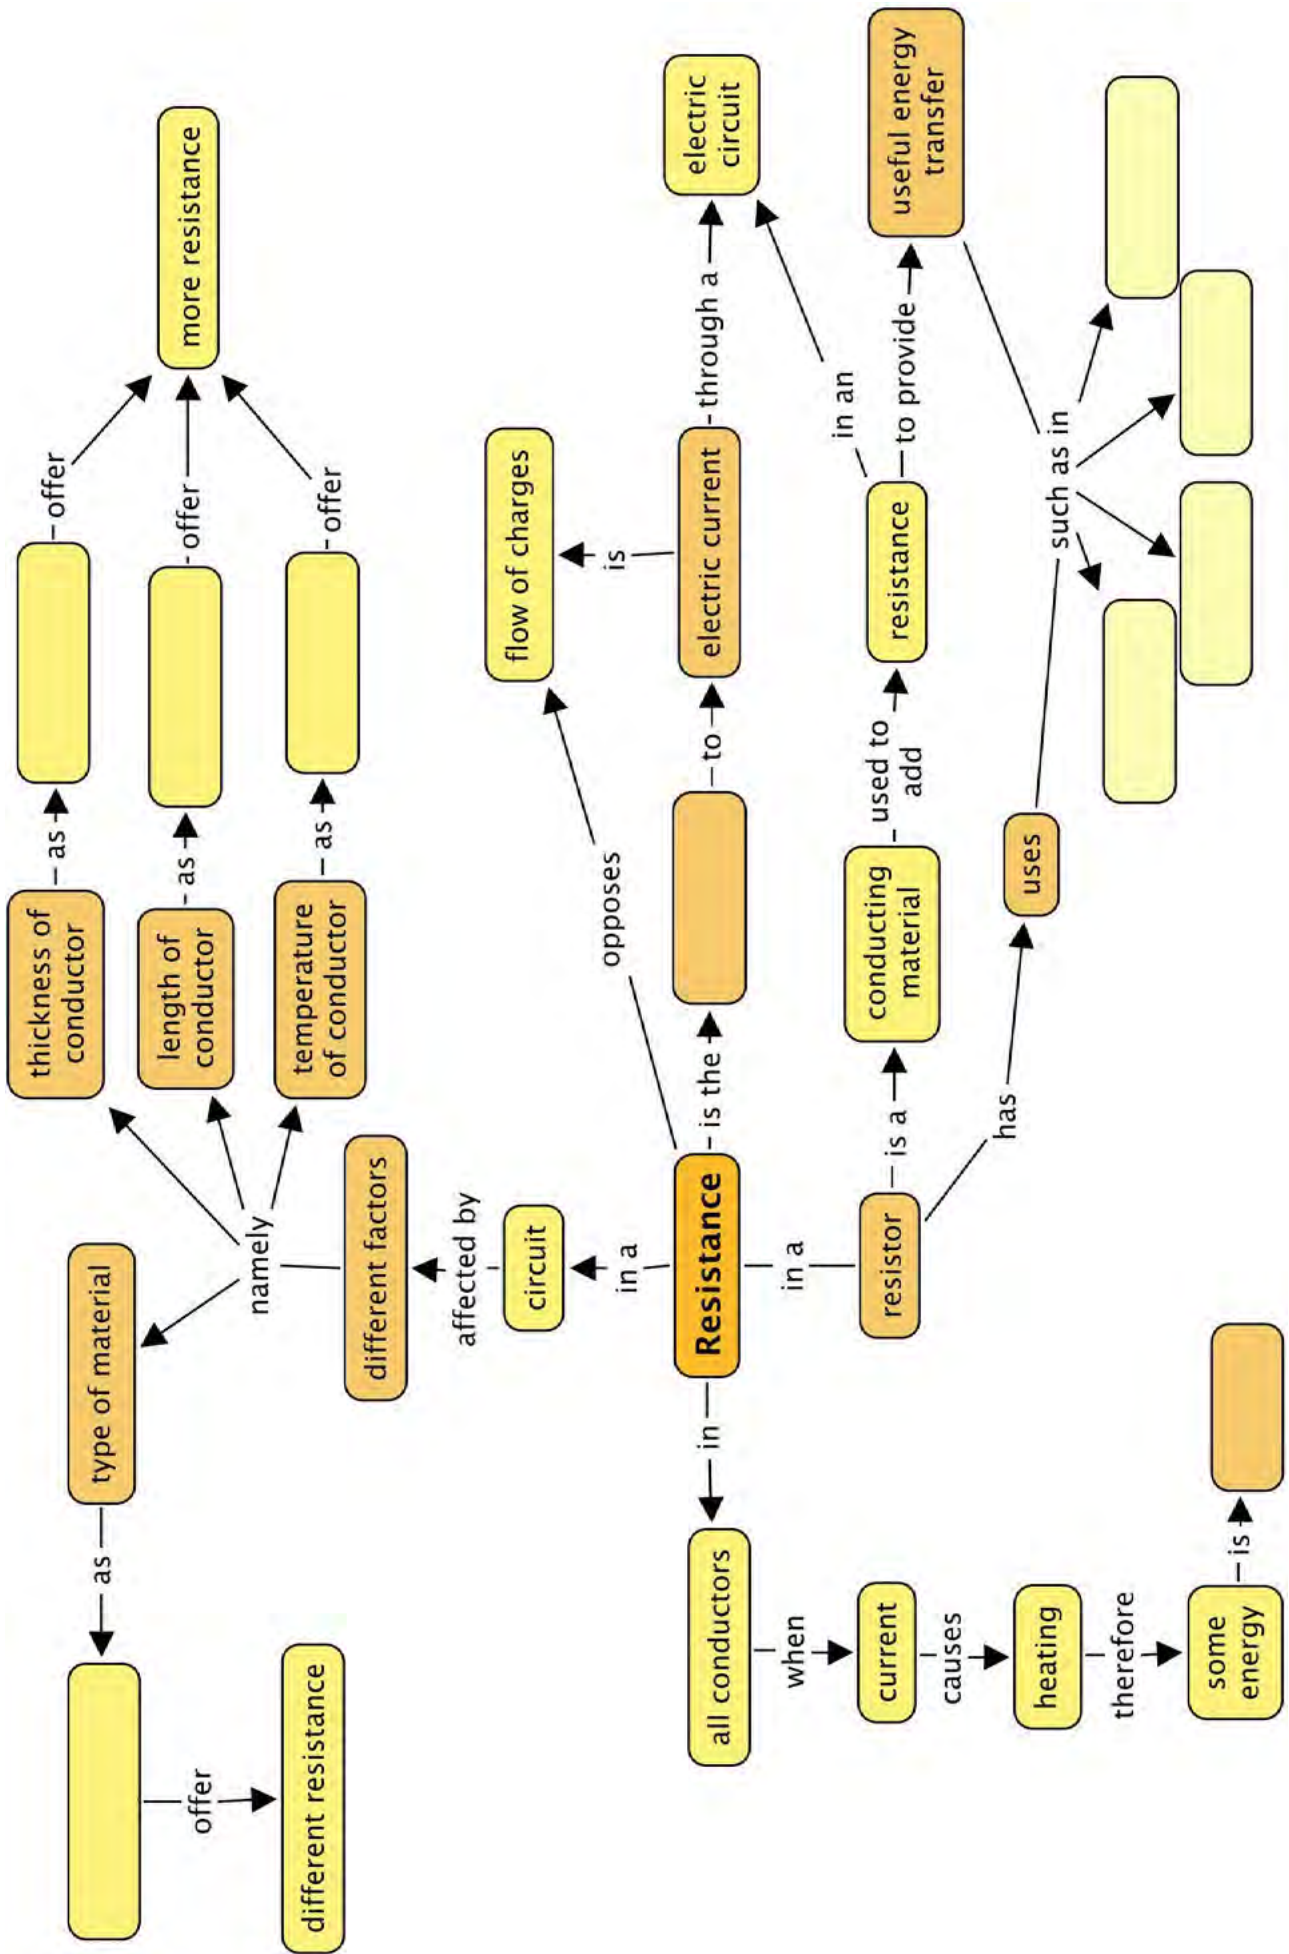 different resistance
offer
as
type of material
namely
thickness of
conductor
as
offer
length of
conductor
as
offer
temperature
of conductor
as
offer
more resistance
different factors
affected by
circuit
in a
opposes
flow of charges
is
all conductors
in
Resistance
is the
to
electric current
through a
electric
circuit
when
current
causes
heating
therefore
some
energy
is
in a
resistor
is a
conducting
material
used to
add
resistance
in an
to provide
useful energy
transfer
has
uses
such as in